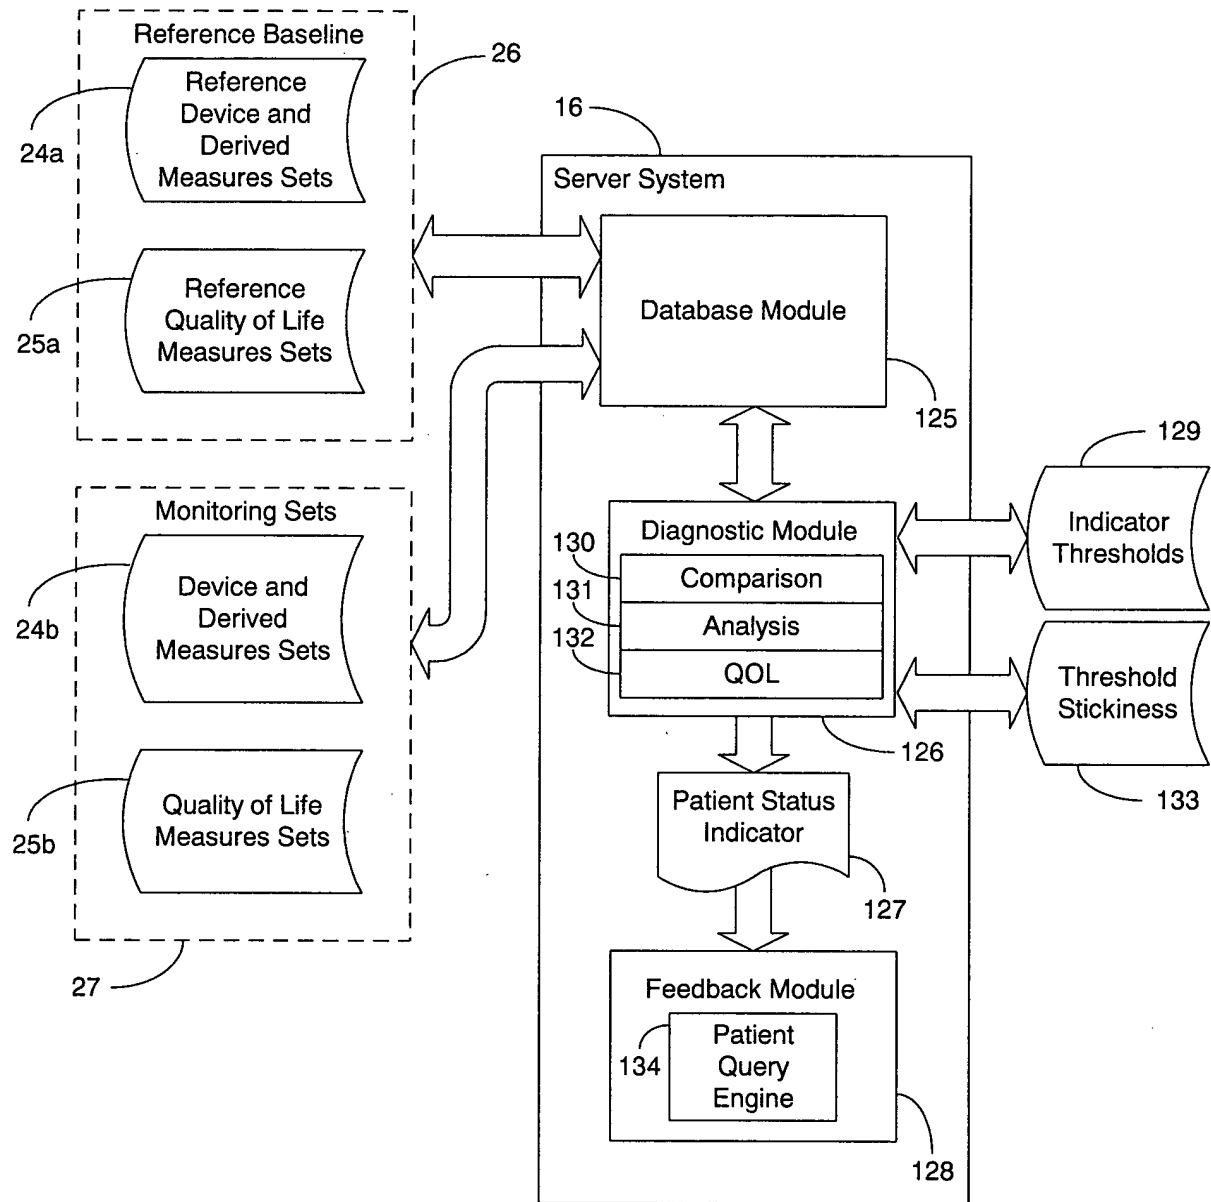 Reference Baseline
Reference
Device and
Derived
Measures Sets
24a
Reference
Quality of Life
Measures Sets
25a
26
16
Server System
Database Module
125
Monitoring Sets
Device and
Derived
Measures Sets
24b
Quality of Life
Measures Sets
25b
27
Diagnostic Module
130
Comparison
131
Analysis
132
QOL
126
129
Indicator
Thresholds
Threshold
Stickiness
133
Patient Status
Indicator
127
Feedback Module
134
Patient
Query
Engine
128